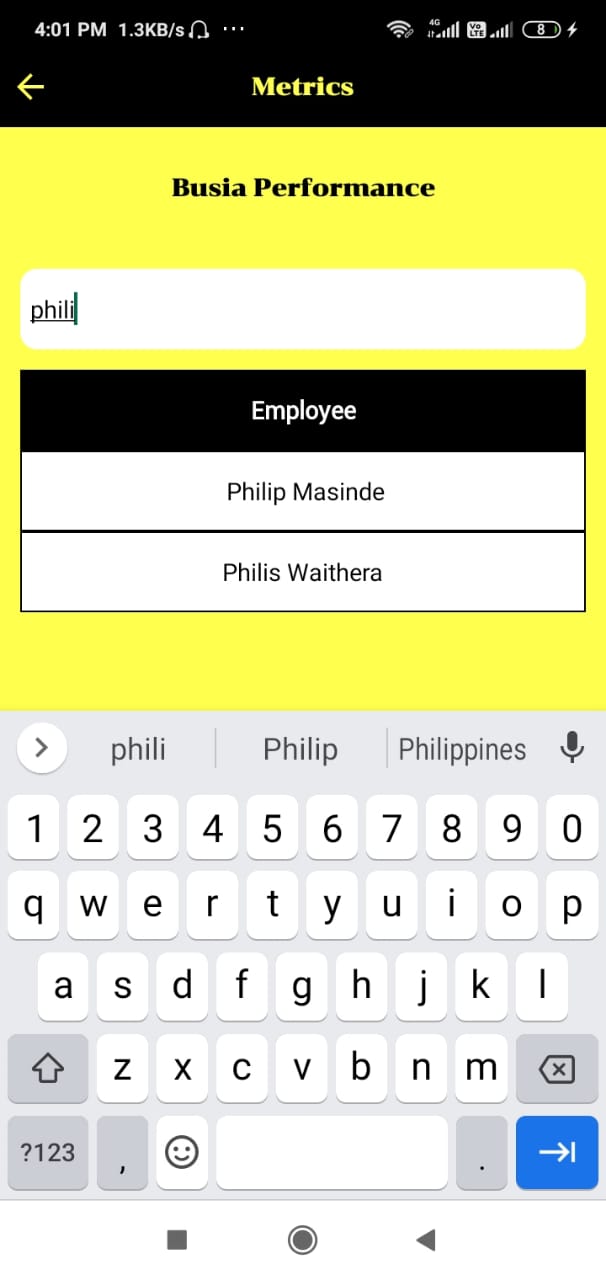 4:01 PM 1.3KB/s ... 4G Vo LTE 8
Metrics
Busia Performance
phili
Employee
Philip Masinde
Philis Waithera
phili Philip Philippines
1 2 3 4 5 6 7 8 9 0
q w e r t y u i o p
a s d f g h j k l
z x c v b n m
?123 , .